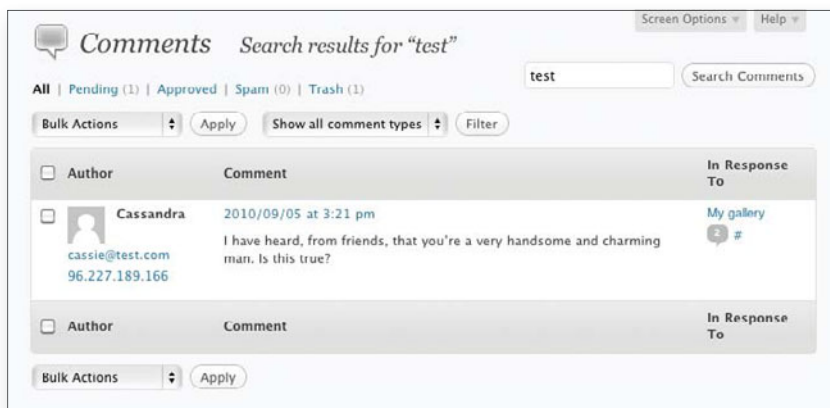 Screen Options Help
Comments Search results for “test”
test Search Comments
All | Pending (1) | Approved | Spam (0) | Trash (1)
Bulk Actions Apply Show all comment types Filter
Author Comment In Response To
Cassandra
cassie@test.com
96.227.189.166
2010/09/05 at 3:21 pm
I have heard, from friends, that you're a very handsome and charming
man. Is this true?
My gallery
2 #
Author Comment In Response To
Bulk Actions Apply